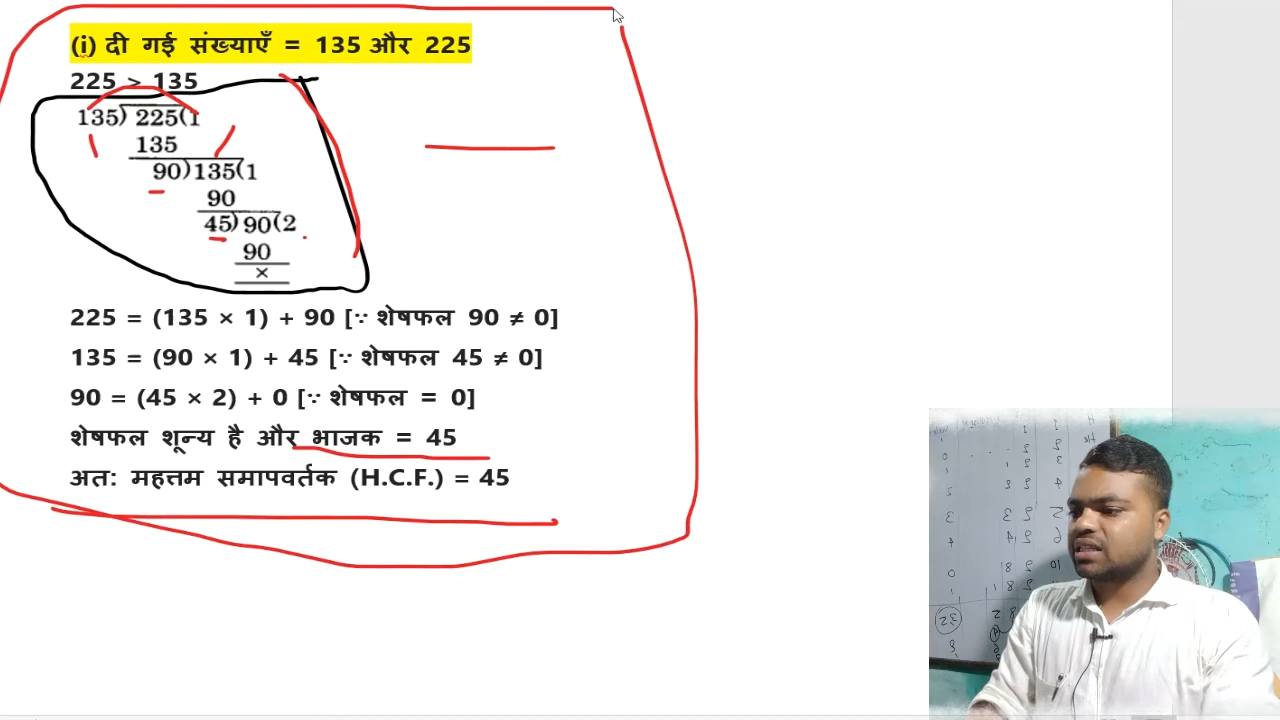 (i) दी गई संख्याएँ = 135 और 225
225 > 135
135) 225(1
135
90)135(1
90
45)90(2
90
×
225 = (135 × 1) + 90 [∵ शेषफल 90 ≠ 0]
135 = (90 × 1) + 45 [∵ शेषफल 45 ≠ 0]
90 = (45 × 2) + 0 [∵ शेषफल = 0]
शेषफल शून्य है और भाजक = 45
अत: महत्तम समापवर्तक (H.C.F.) = 45